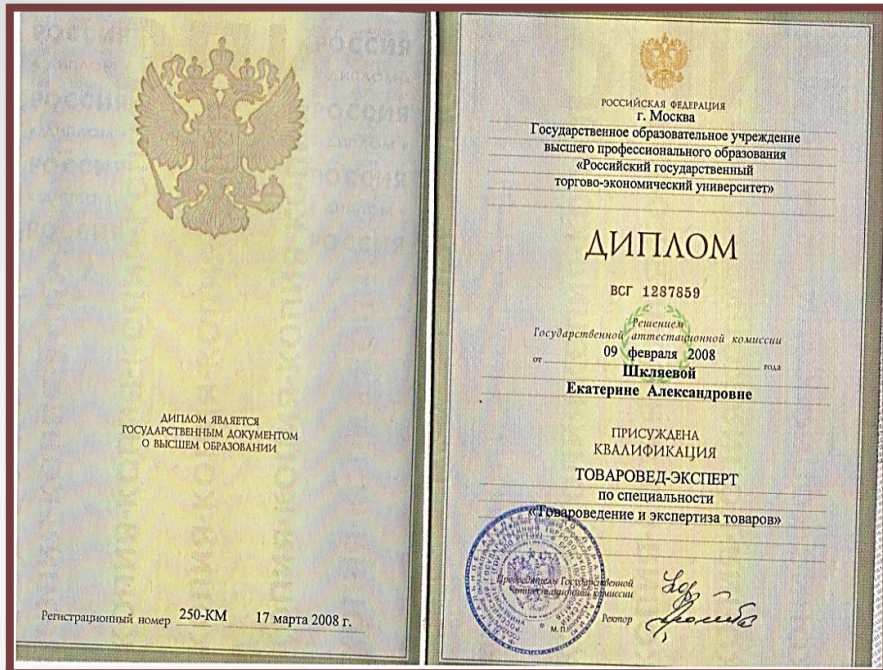 ДИПЛОМ ЯВЛЯЕТСЯ
ГОСУДАРСТВЕННЫМ ДОКУМЕНТОМ
О ВЫСШЕМ ОБРАЗОВАНИИ
Регистрационный номер 250-КМ 17 марта 2008 г.
РОССИЙСКАЯ ФЕДЕРАЦИЯ
г. Москва
Государственное образовательное учреждение
высшего профессионального образования
«Российский государственный
торгово-экономический университет»
ДИПЛОМ
ВСГ 1287859
Решением
Государственной аттестационной комиссии
от 09 февраля 2008 года
Шкляевой
Екатерине Александровне
ПРИСУЖДЕНА
КВАЛИФИКАЦИЯ
ТОВАРОВЕД-ЭКСПЕРТ
по специальности
«Товароведение и экспертиза товаров»
Председатель Государственной
аттестационной комиссии
Ректор
М.П.